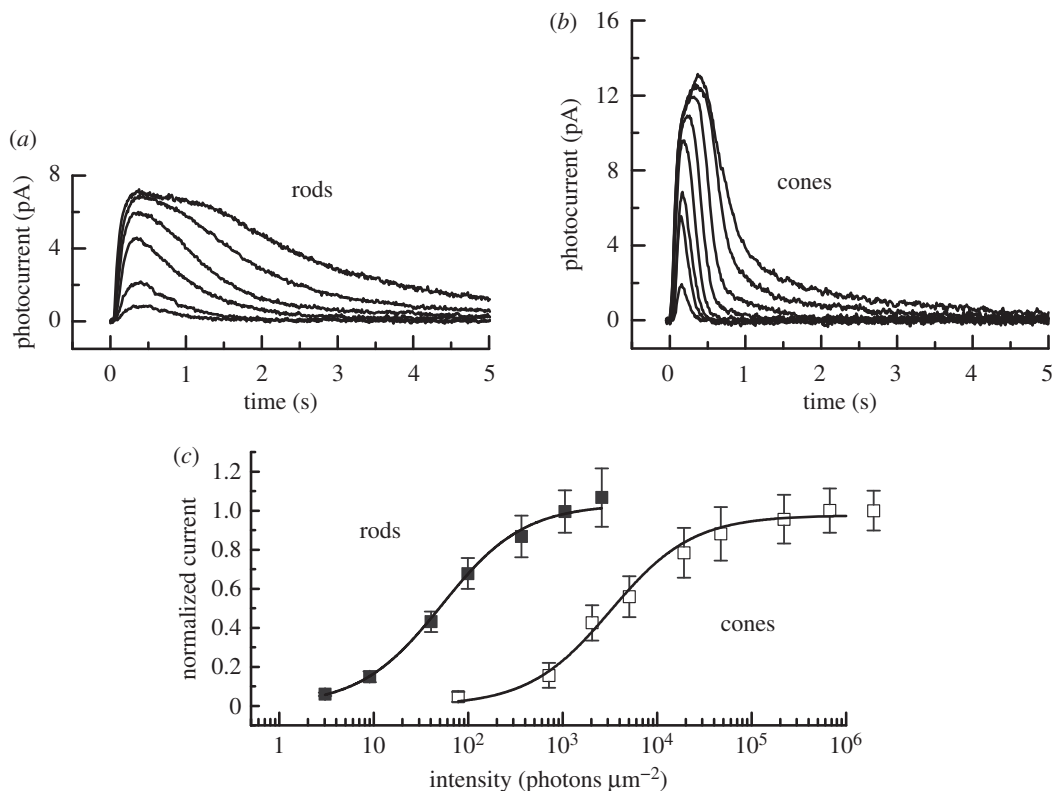 (a)
photocurrent (pA)
8
4
0
rods
0 1 2 3 4 5
time (s)
(b)
photocurrent (pA)
16
12
8
4
0
cones
0 1 2 3 4 5
time (s)
(c)
normalized current
1.2
1.0
0.8
0.6
0.4
0.2
0
rods
cones
1 10 10² 10³ 10⁴ 10⁵ 10⁶
intensity (photons μm⁻²)